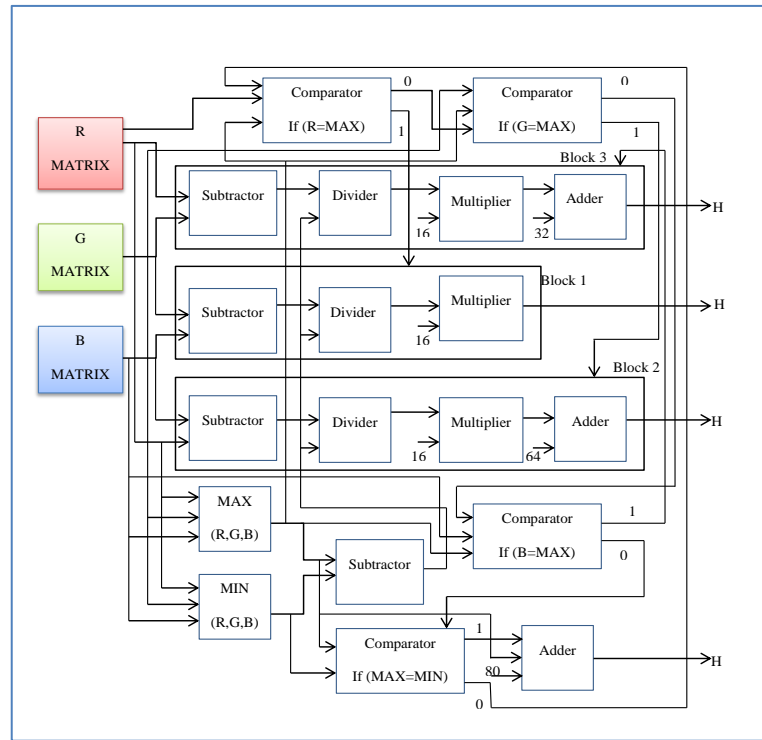 Comparator
If (R=MAX)
0
1
Comparator
If (G=MAX)
0
1
R
MATRIX
Block 3
Subtractor
Divider
16
Multiplier
32
Adder
H
G
MATRIX
Block 1
Subtractor
Divider
16
Multiplier
H
B
MATRIX
Block 2
Subtractor
Divider
16
Multiplier
64
Adder
H
MAX
(R,G,B)
Comparator
If (B=MAX)
1
0
Subtractor
MIN
(R,G,B)
Comparator
If (MAX=MIN)
1
0
80
Adder
H